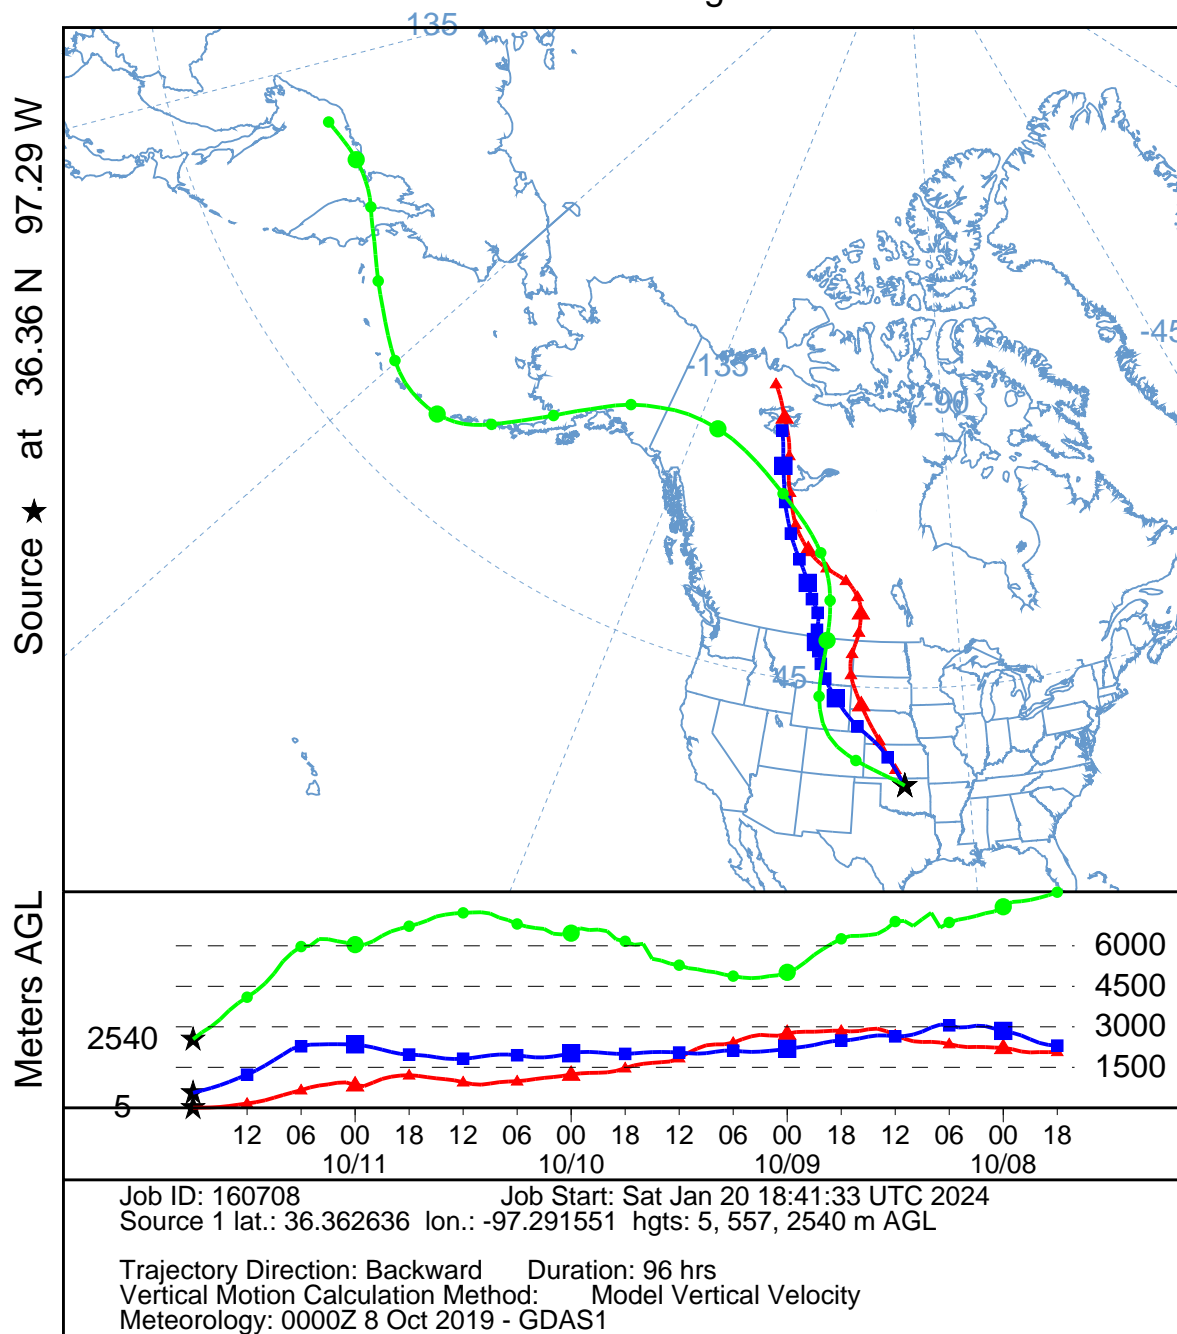 135
-135
-90
-45
45
Source ★ at 36.36 N 97.29 W
Meters AGL
6000
4500
3000
1500
2540
5
12 06 00 18 12 06 00 18 12 06 00 18 12 06 00 18
10/11 10/10 10/09 10/08
Job ID: 160708 Job Start: Sat Jan 20 18:41:33 UTC 2024
Source 1 lat.: 36.362636 lon.: -97.291551 hgts: 5, 557, 2540 m AGL
Trajectory Direction: Backward Duration: 96 hrs
Vertical Motion Calculation Method: Model Vertical Velocity
Meteorology: 0000Z 8 Oct 2019 - GDAS1